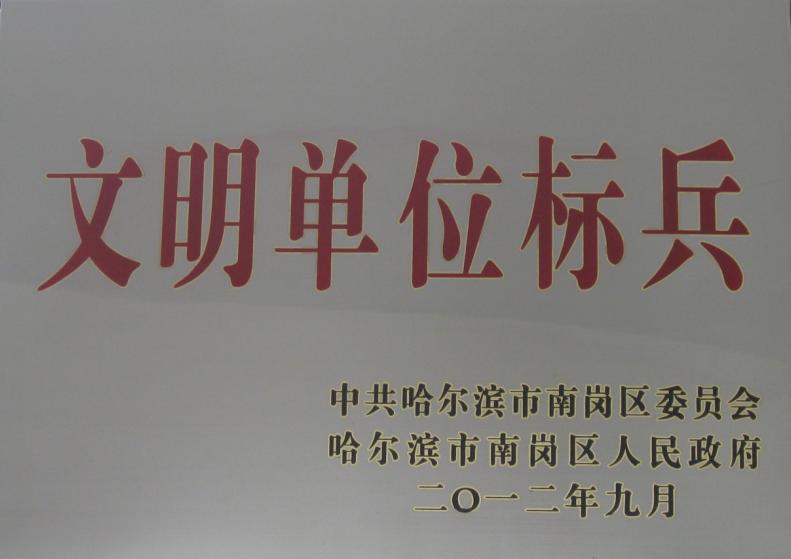 文明单位标兵
中共哈尔滨市南岗区委员会
哈尔滨市南岗区人民政府
二〇一二年九月